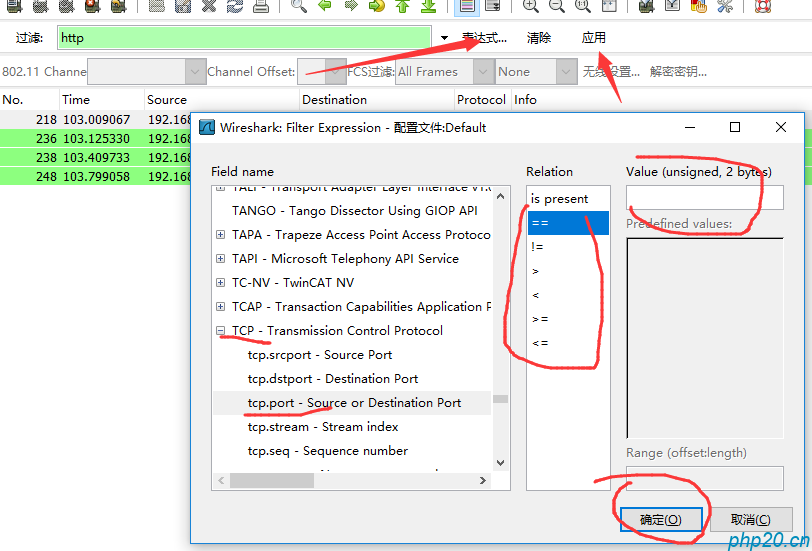 过滤: http 表达式... 清除 应用
802.11 Channel Channel Offset: FCS过滤: All Frames None 无线设置... 解密密钥...
No. Time Source Destination Protocol Info
218 103.009067 192.168
236 103.125330 192.168
238 103.409733 192.168
248 103.799058 192.168
Wireshark: Filter Expression - 配置文件:Default
Field name
TALI - Transport Adapter Layer Interface v1.0
TANGO - Tango Dissector Using GIOP API
TAPA - Trapeze Access Point Access Protoco
TAPI - Microsoft Telephony API Service
TC-NV - TwinCAT NV
TCAP - Transaction Capabilities Application P
TCP - Transmission Control Protocol
tcp.srcport - Source Port
tcp.dstport - Destination Port
tcp.port - Source or Destination Port
tcp.stream - Stream index
tcp.seq - Sequence number
Relation
is present
==
!=
>
<
>=
<=
Value (unsigned, 2 bytes)
Predefined values:
Range (offset:length)
确定(O) 取消(C)
php20.cn